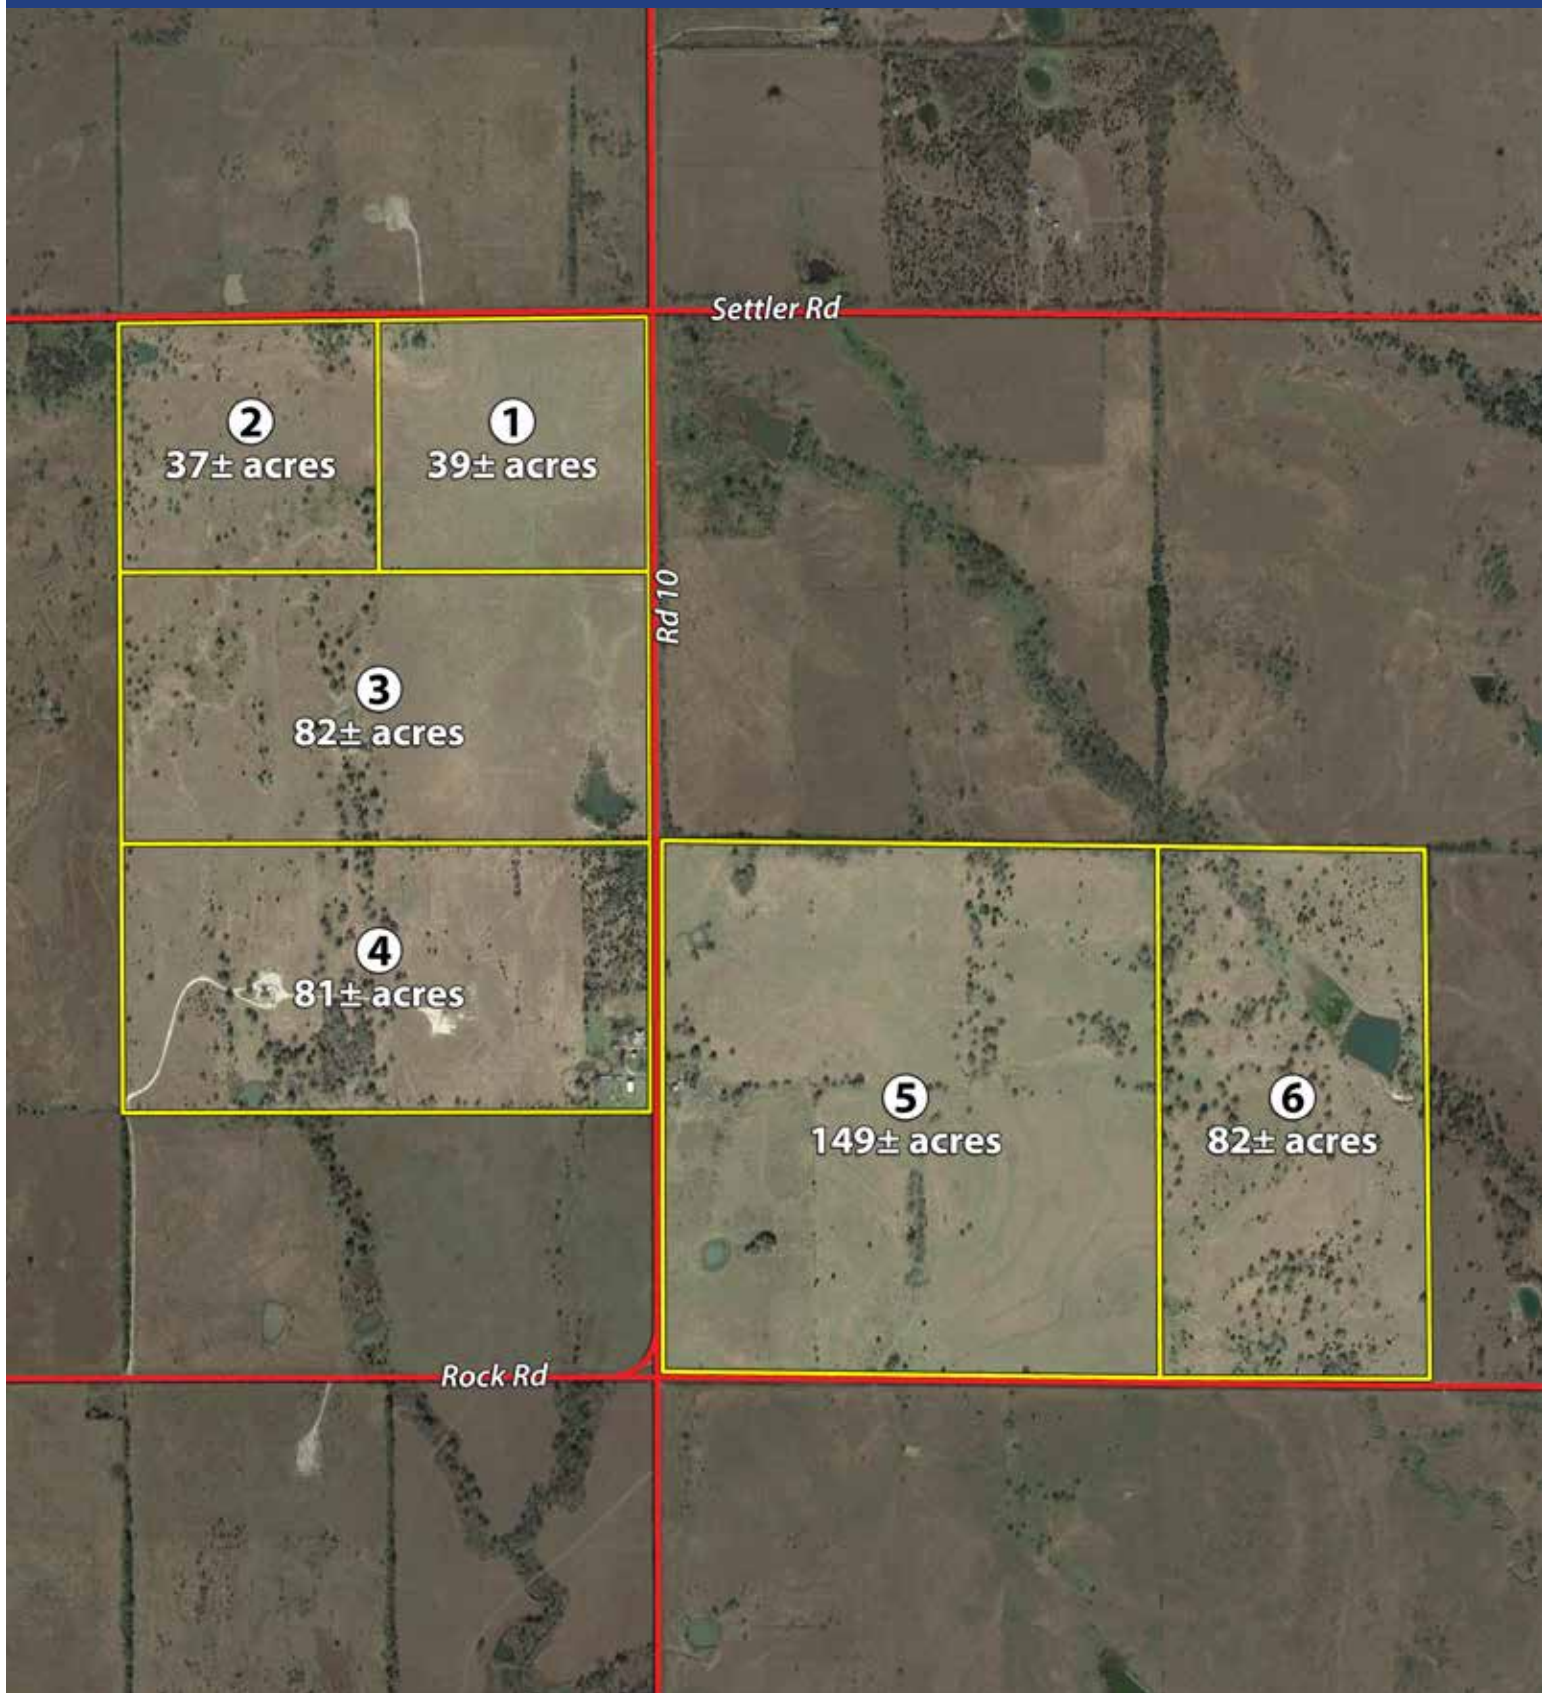 Settler Rd
2
37± acres
1
39± acres
Rd 10
3
82± acres
4
81± acres
5
149± acres
6
82± acres
Rock Rd